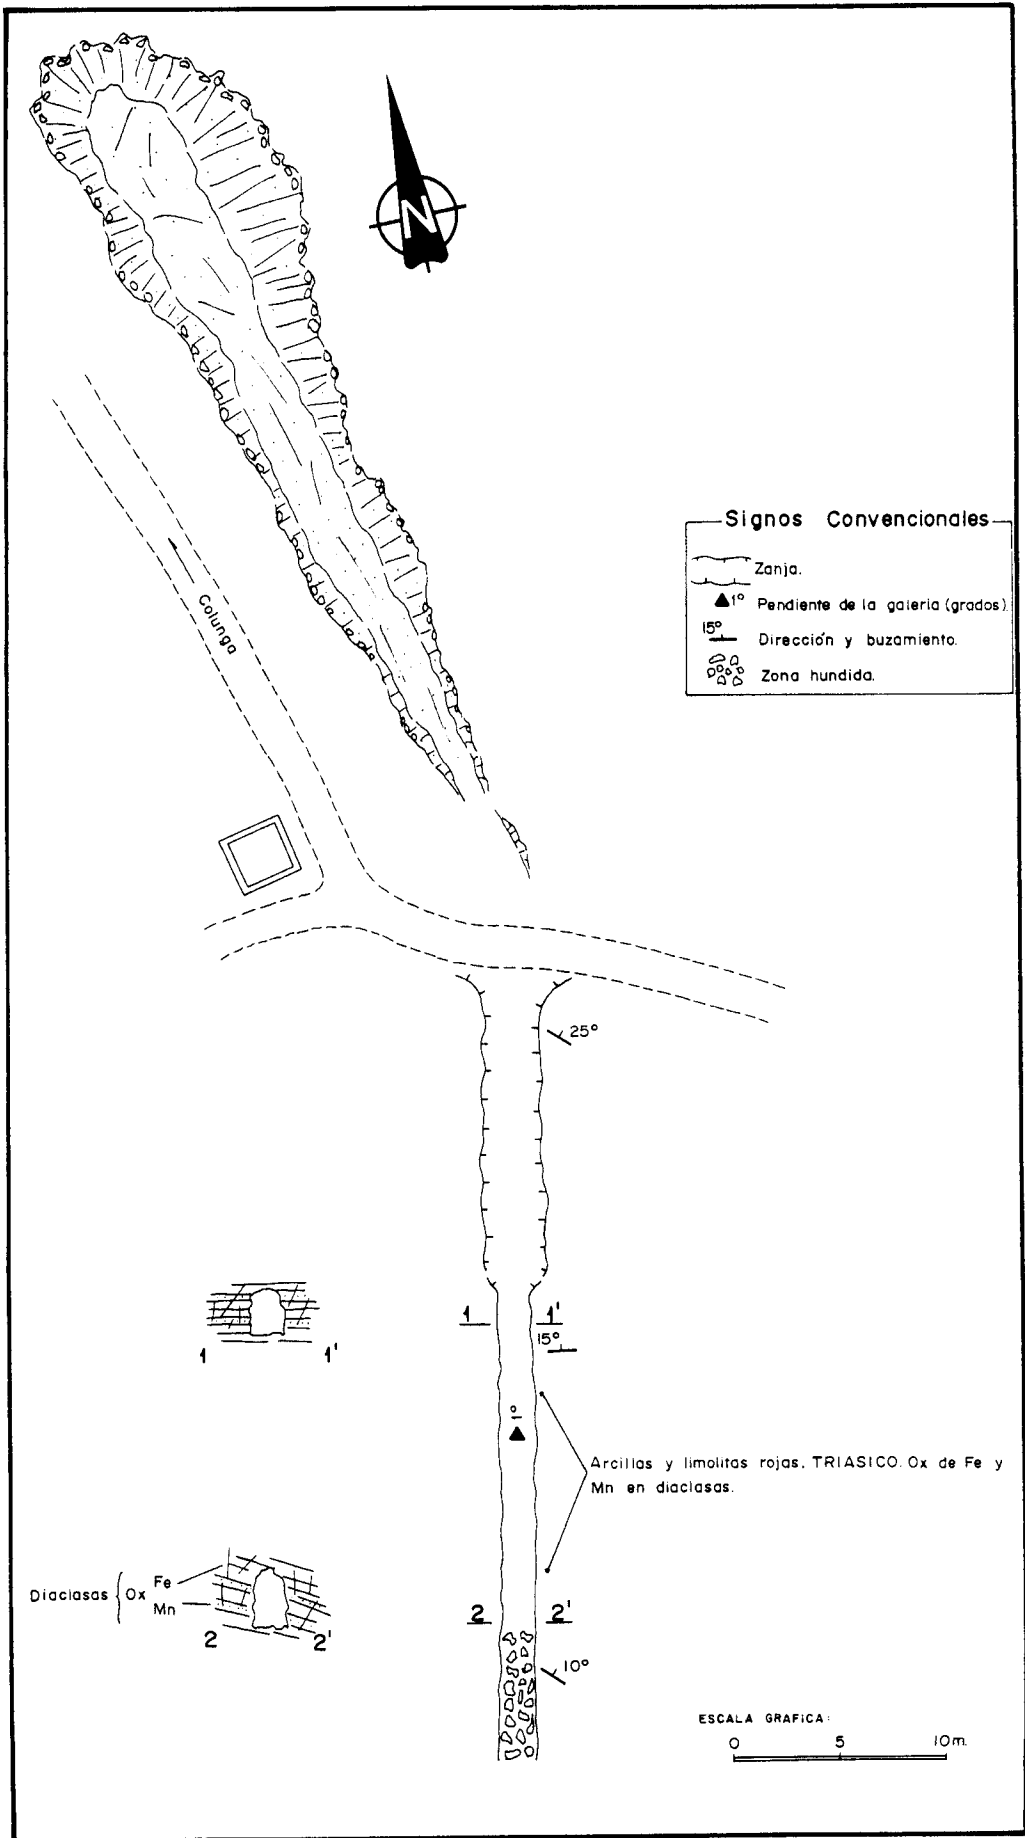 N
Signos Convencionales
Zanja.
1° Pendiente de la galeria (grados).
15° Dirección y buzamiento.
Zona hundida.
Colunga
25°
1 1'
15°
1 1'
1°
Arcillas y limolitas rojas, TRIASICO. Ox de Fe y
Mn en diaclasas.
Diaclasas { Ox Fe
Mn
2 2'
2 2'
10°
ESCALA GRAFICA:
0 5 10m.